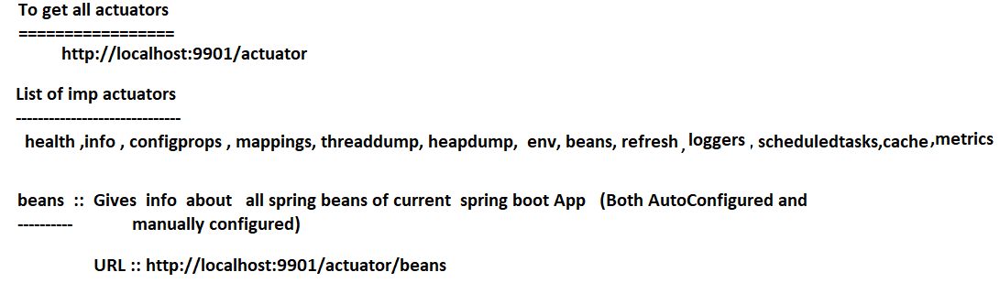 To get all actuators
=================
http://localhost:9901/actuator
List of imp actuators
------------------------------
health ,info , configprops , mappings, threaddump, heapdump, env, beans, refresh , loggers , scheduledtasks,cache ,metrics
beans :: Gives info about all spring beans of current spring boot App (Both AutoConfigured and
---------- manually configured)
URL :: http://localhost:9901/actuator/beans